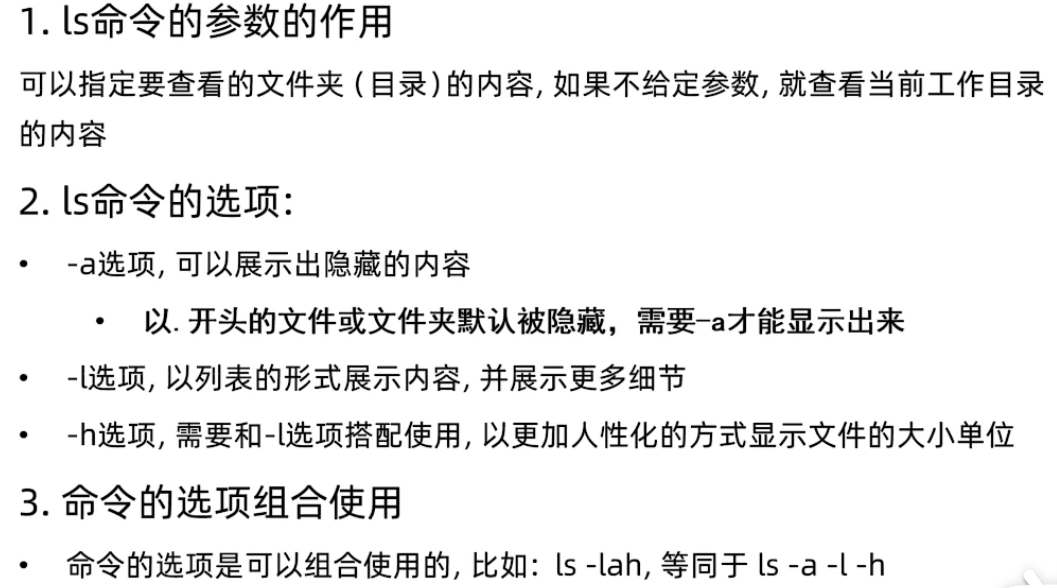 1. ls命令的参数的作用
可以指定要查看的文件夹（目录）的内容, 如果不给定参数, 就查看当前工作目录
的内容
2. ls命令的选项:
• -a选项, 可以展示出隐藏的内容
• 以. 开头的文件或文件夹默认被隐藏，需要-a才能显示出来
• -l选项, 以列表的形式展示内容, 并展示更多细节
• -h选项, 需要和-l选项搭配使用, 以更加人性化的方式显示文件的大小单位
3. 命令的选项组合使用
• 命令的选项是可以组合使用的, 比如：ls -lah, 等同于 ls -a -l -h